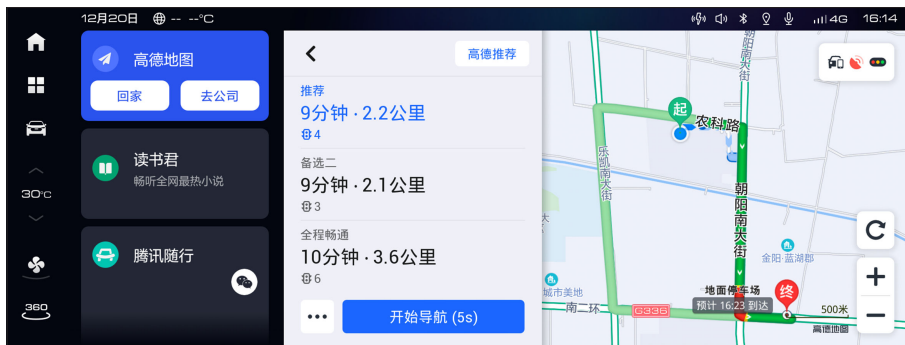 12月20日 -- --°C
4G 16:14
30°C
360
高德地图
回家 去公司
读书君
畅听全网最热小说
腾讯随行
高德推荐
推荐
9分钟 · 2.2公里
4
备选二
9分钟 · 2.1公里
3
全程畅通
10分钟 · 3.6公里
6
开始导航 (5s)
朝阳南大街
起
农科路
乐凯南大街
朝阳南大街
金阳·蓝湖郡
城市美地
地面停车场
终
预计 16:23 到达
南二环
G336
500米
高德地图